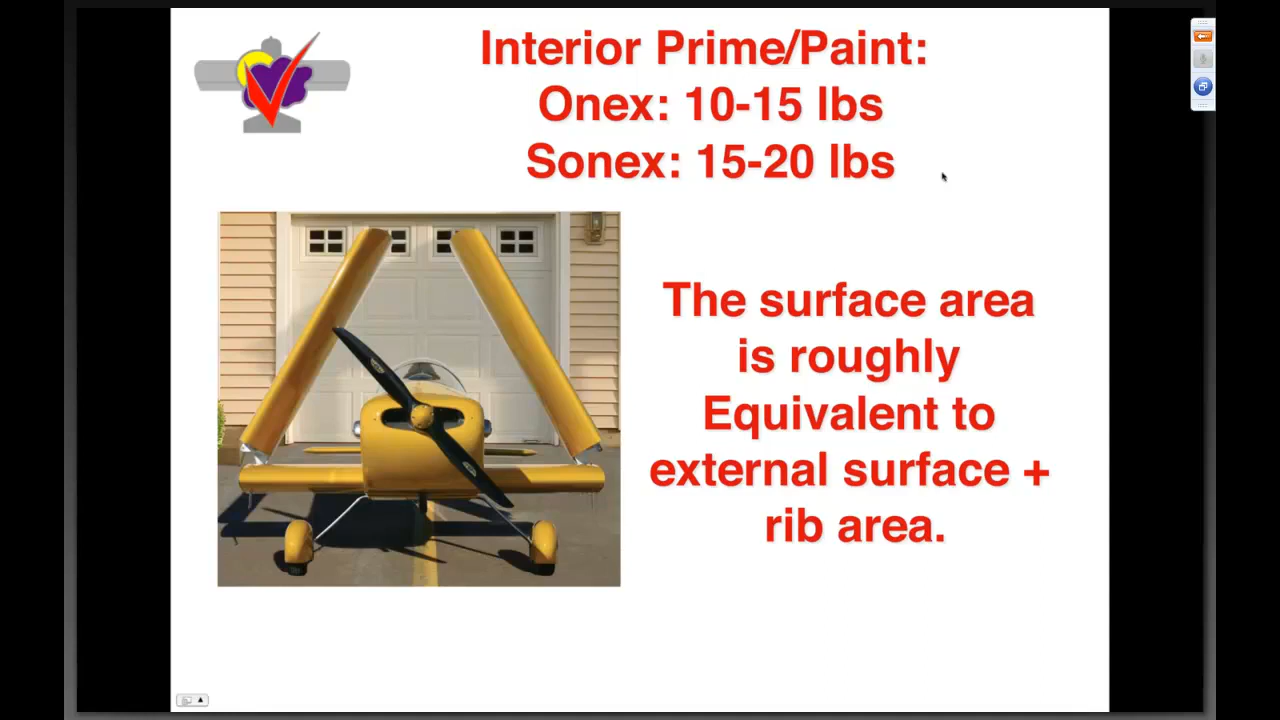 Interior Prime/Paint:
Onex: 10-15 lbs
Sonex: 15-20 lbs
The surface area
is roughly
Equivalent to
external surface +
rib area.